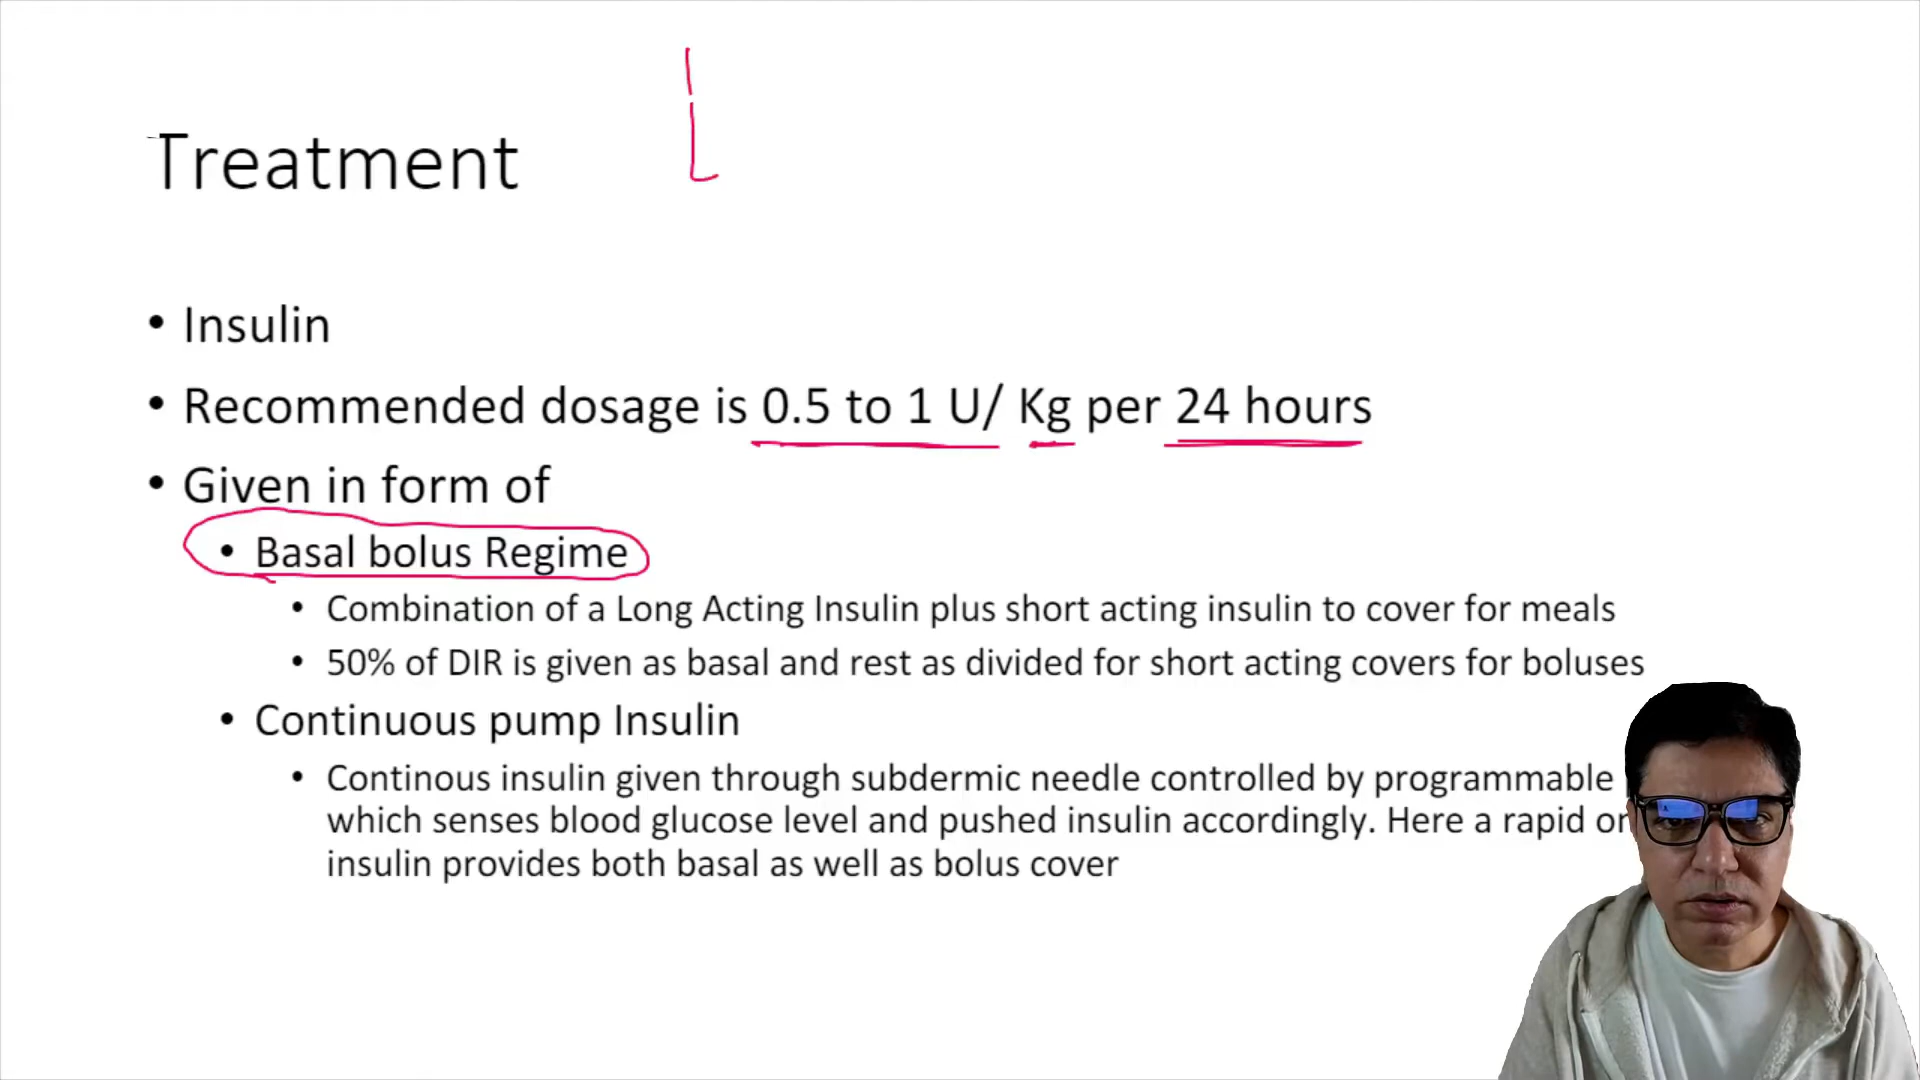 Treatment
• Insulin
• Recommended dosage is 0.5 to 1 U/ Kg per 24 hours
• Given in form of
• Basal bolus Regime
• Combination of a Long Acting Insulin plus short acting insulin to cover for meals
• 50% of DIR is given as basal and rest as divided for short acting covers for boluses
• Continuous pump Insulin
• Continous insulin given through subdermic needle controlled by programmable
which senses blood glucose level and pushed insulin accordingly. Here a rapid or
insulin provides both basal as well as bolus cover